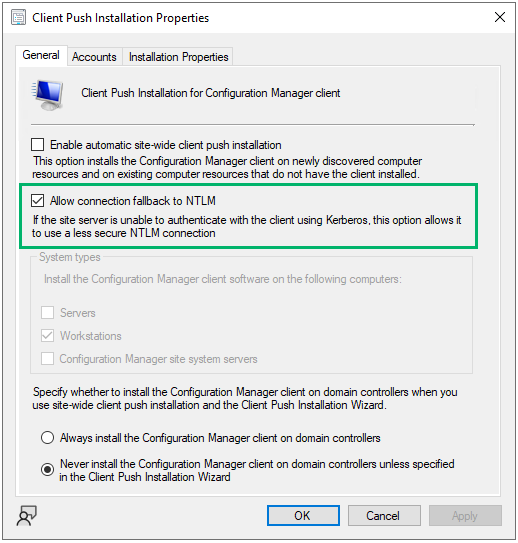 Client Push Installation Properties
General
Accounts
Installation Properties
Client Push Installation for Configuration Manager client
Enable automatic site-wide client push installation
This option installs the Configuration Manager client on newly discovered computer
resources and on existing computer resources that do not have the client installed.
Allow connection fallback to NTLM
If the site server is unable to authenticate with the client using Kerberos, this option allows it
to use a less secure NTLM connection
System types
Install the Configuration Manager client software on the following computers:
Servers
Workstations
Configuration Manager site system servers
Specify whether to install the Configuration Manager client on domain controllers when you
use site-wide client push installation and the Client Push Installation Wizard.
Always install the Configuration Manager client on domain controllers
Never install the Configuration Manager client on domain controllers unless specified
in the Client Push Installation Wizard
OK
Cancel
Apply